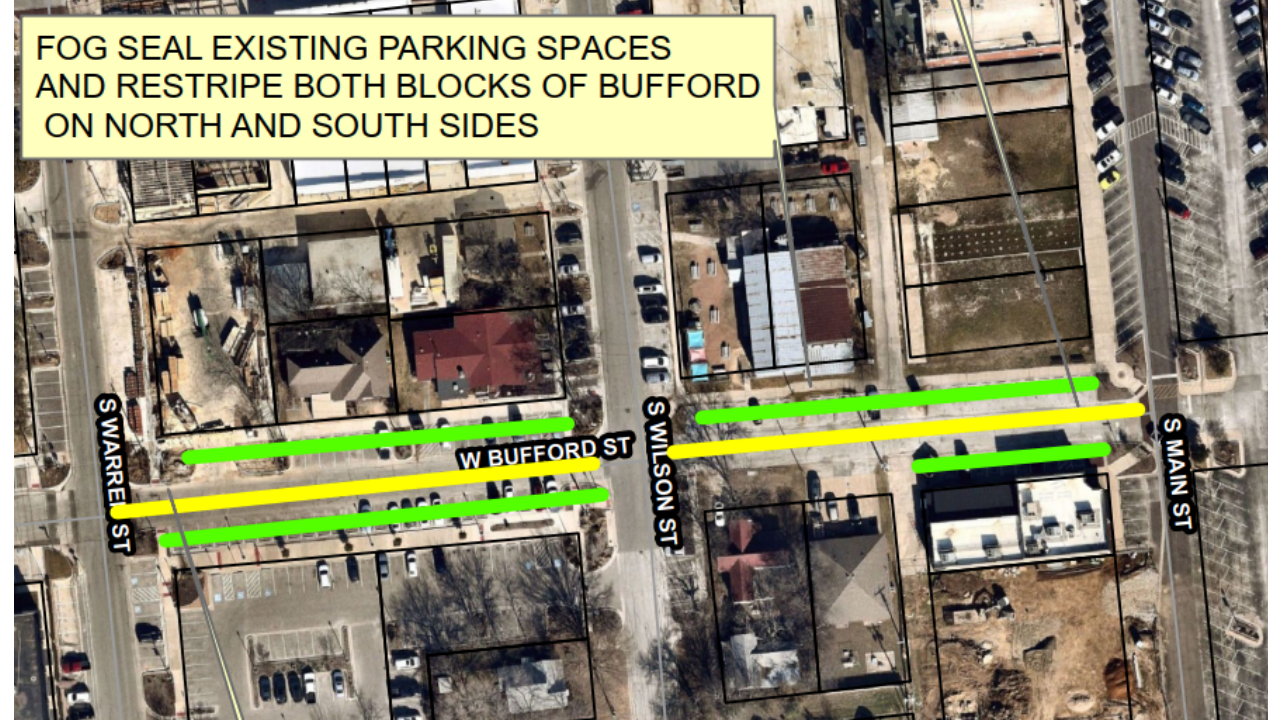 FOG SEAL EXISTING PARKING SPACES
AND RESTRIPE BOTH BLOCKS OF BUFFORD
ON NORTH AND SOUTH SIDES
S WARREN ST
W BUFFORD ST
S WILSON ST
S MAIN ST